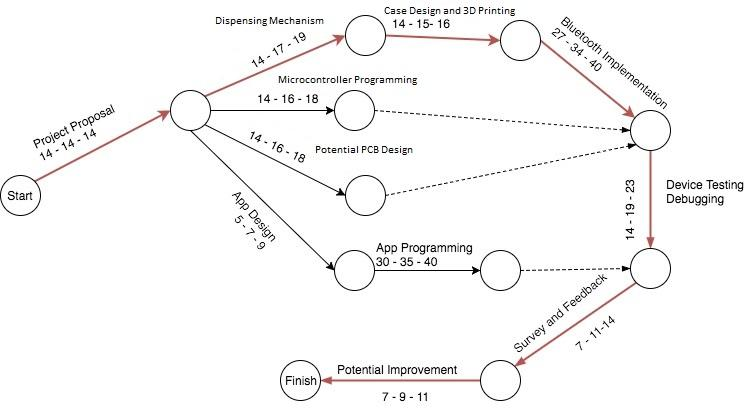 Dispensing Mechanism
14 - 17 - 19
Case Design and 3D Printing
14 - 15- 16
Bluetooth Implementation
27 - 34 - 40
Project Proposal
14 - 14 - 14
Microcontroller Programming
14 - 16 - 18
14 - 16 - 18
Potential PCB Design
Start
App Design
5 - 7 - 9
App Programming
30 - 35 - 40
14 - 19 - 23
Device Testing
Debugging
Survey and Feedback
7 - 11-14
Finish
Potential Improvement
7 - 9 - 11